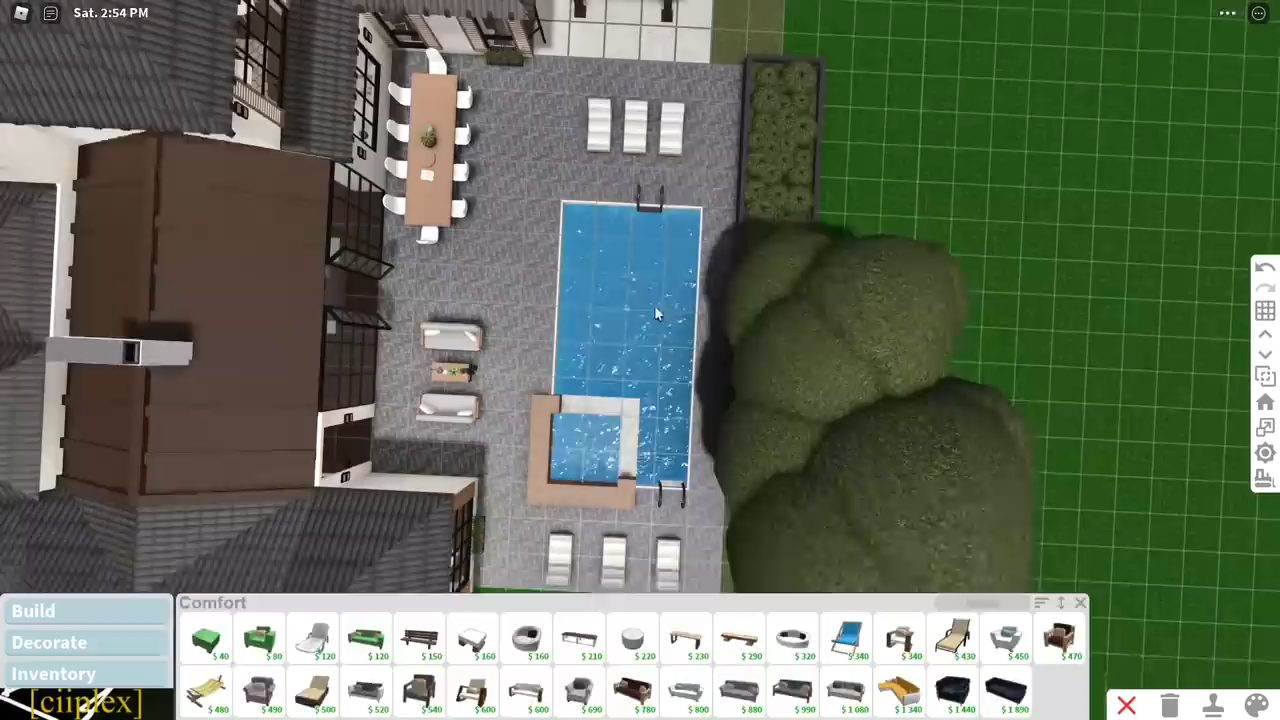 Sat. 2:54 PM
Build
Decorate
Inventory
Comfort
$ 40
$ 80
$ 120
$ 120
$ 150
$ 160
$ 160
$ 210
$ 220
$ 230
$ 290
$ 320
$ 340
$ 340
$ 430
$ 450
$ 470
$ 480
$ 490
$ 500
$ 520
$ 540
$ 600
$ 600
$ 690
$ 780
$ 800
$ 880
$ 990
$ 1 080
$ 1 340
$ 1 440
$ 1 890
[ciiplex]